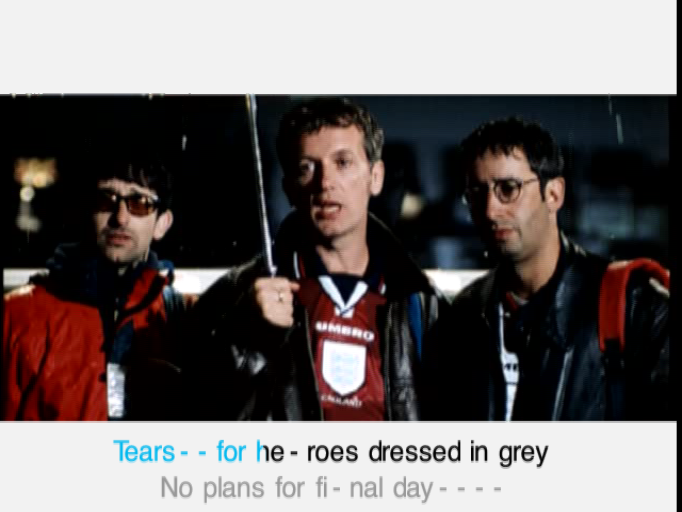 UMBRO
ENGLAND
Tears - - for he - roes dressed in grey
No plans for fi - nal day - - - -